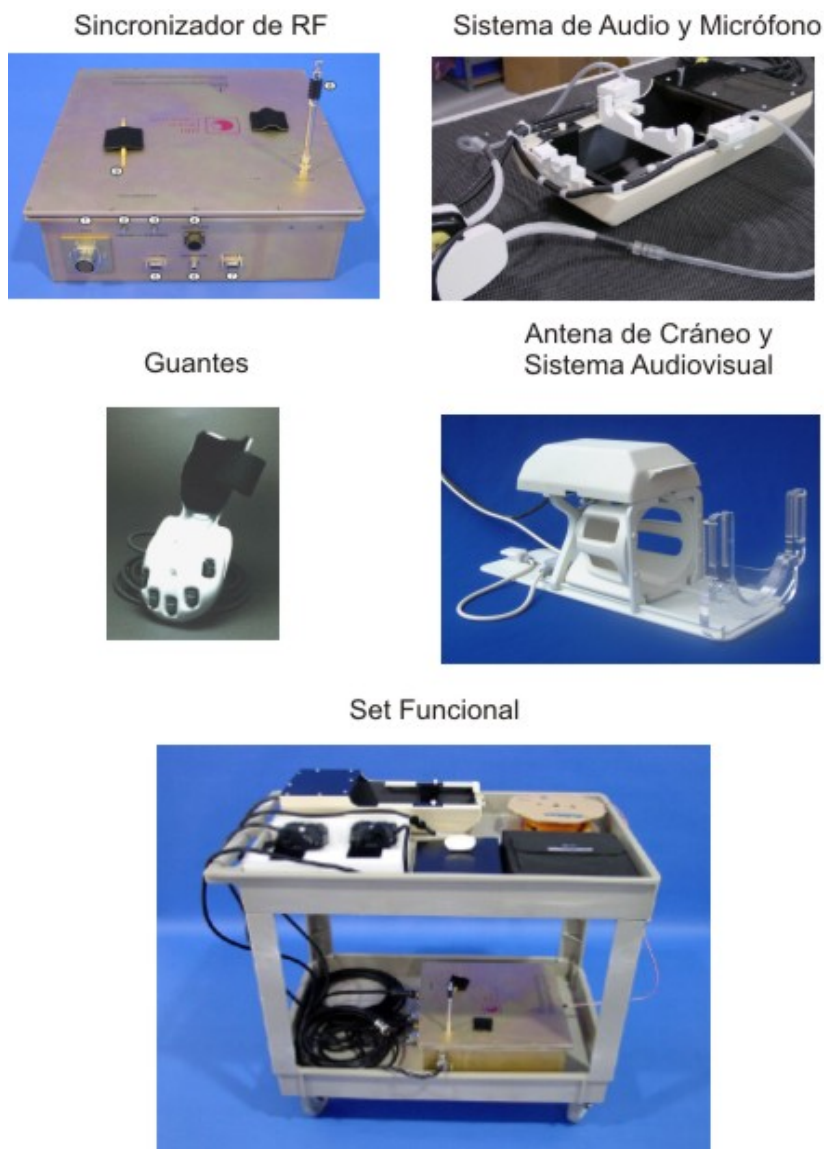 Sincronizador de RF
Sistema de Audio y Micrófono
Guantes
Antena de Cráneo y
Sistema Audiovisual
Set Funcional